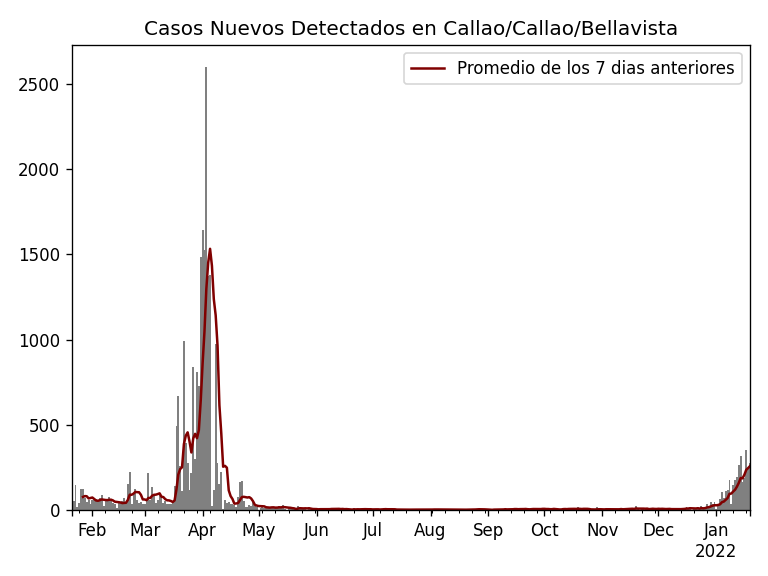 Casos Nuevos Detectados en Callao/Callao/Bellavista
Promedio de los 7 dias anteriores
2500
2000
1500
1000
500
0
Feb Mar Apr May Jun Jul Aug Sep Oct Nov Dec Jan
2022